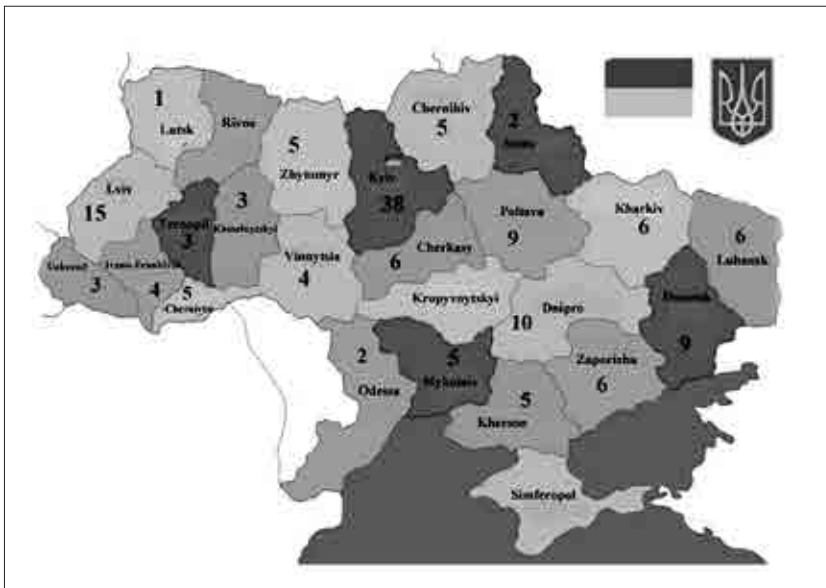 1
Lutsk
Rivne
5
Zhytomyr
Kyiv
38
Chernihiv
5
2
Sumy
Lviv
15
Ternopil
3
3
Khmelnytskyi
Vinnytsia
4
Cherkasy
6
Poltava
9
Kharkiv
6
6
Luhansk
Uzhorod
3
Ivano-Frankivsk
4
5
Kropyvnytskyi
Dnipro
10
Donetsk
9
2
Odessa
5
Mykolaiv
5
Kherson
Zaporizha
6
Simferopol